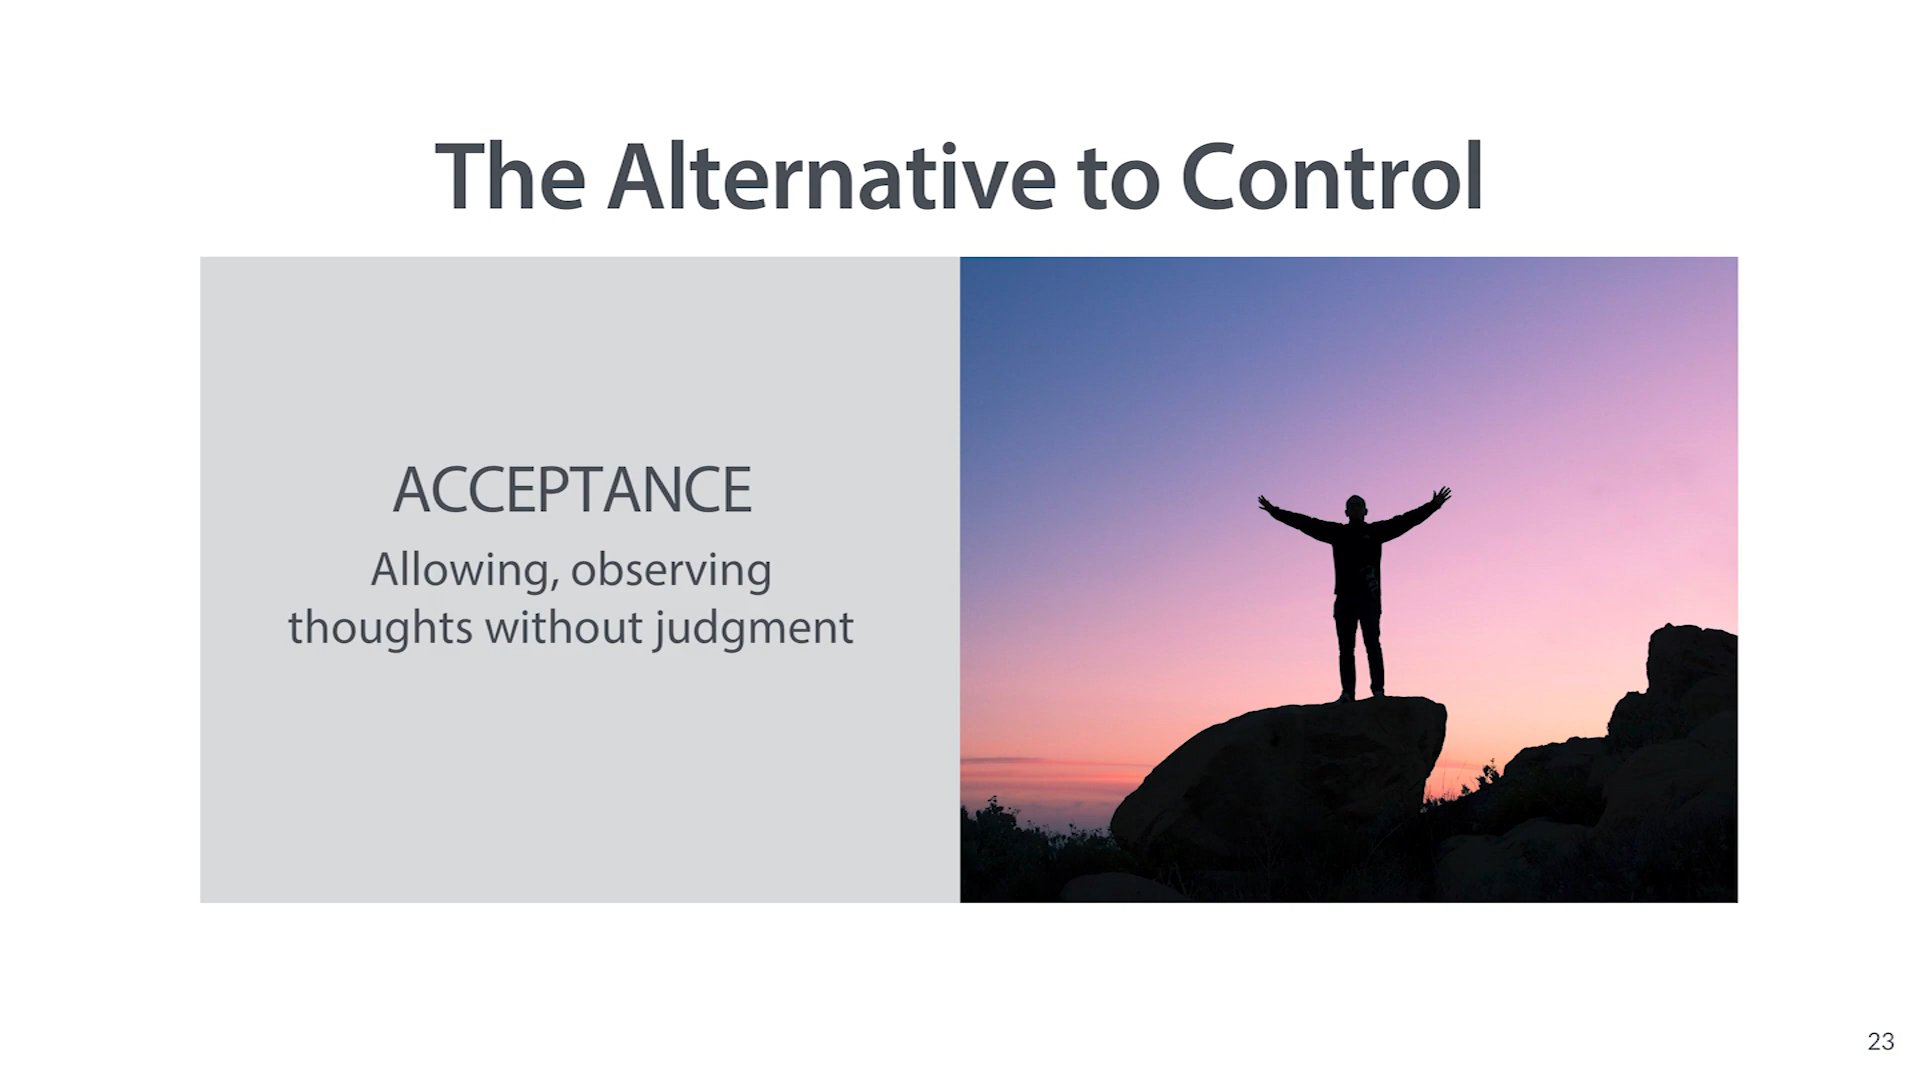 The Alternative to Control
ACCEPTANCE
Allowing, observing
thoughts without judgment
23